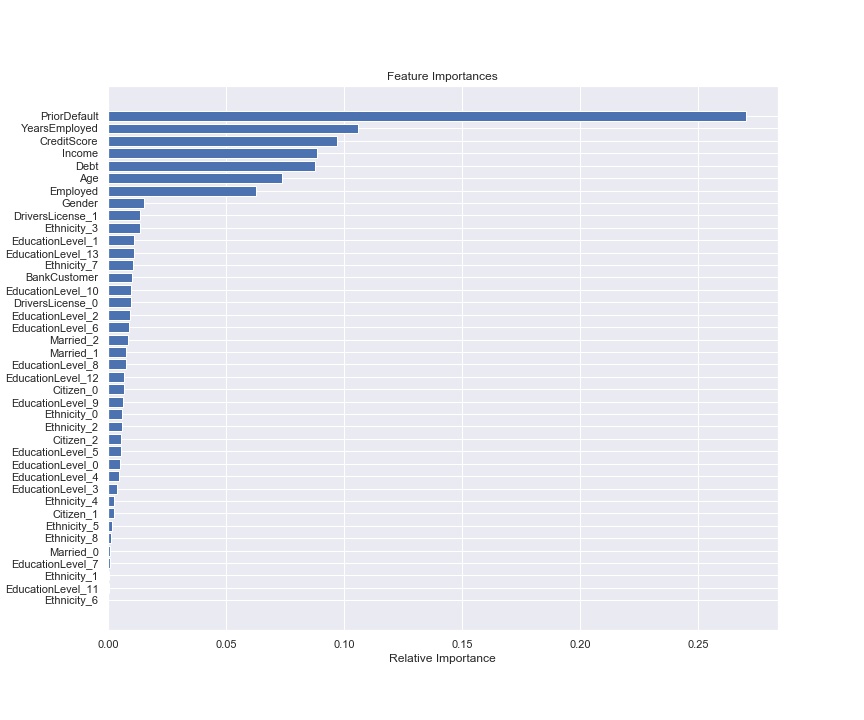 Feature Importances
PriorDefault
YearsEmployed
CreditScore
Income
Debt
Age
Employed
Gender
DriversLicense_1
Ethnicity_3
EducationLevel_1
EducationLevel_13
Ethnicity_7
BankCustomer
EducationLevel_10
DriversLicense_0
EducationLevel_2
EducationLevel_6
Married_2
Married_1
EducationLevel_8
EducationLevel_12
Citizen_0
EducationLevel_9
Ethnicity_0
Ethnicity_2
Citizen_2
EducationLevel_5
EducationLevel_0
EducationLevel_4
EducationLevel_3
Ethnicity_4
Citizen_1
Ethnicity_5
Ethnicity_8
Married_0
EducationLevel_7
Ethnicity_1
EducationLevel_11
Ethnicity_6
0.00 0.05 0.10 0.15 0.20 0.25
Relative Importance